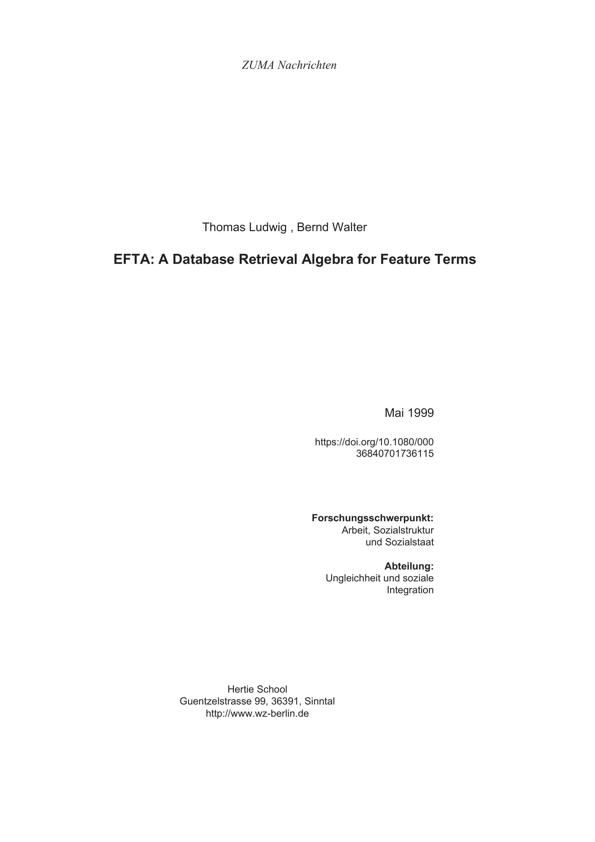 ZUMA Nachrichten
Thomas Ludwig , Bernd Walter
EFTA: A Database Retrieval Algebra for Feature Terms
Mai 1999
https://doi.org/10.1080/000
36840701736115
Forschungsschwerpunkt:
Arbeit, Sozialstruktur
und Sozialstaat
Abteilung:
Ungleichheit und soziale
Integration
Hertie School
Guentzelstrasse 99, 36391, Sinntal
http://www.wz-berlin.de